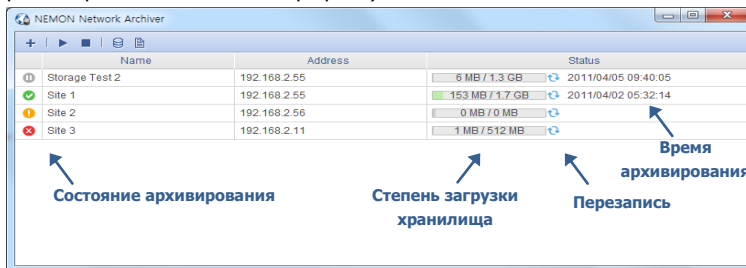 NEMON Network Archiver
Name Address Status
Storage Test 2 192.168.2.55 6 MB / 1.3 GB 2011/04/05 09:40:05
Site 1 192.168.2.55 153 MB / 1.7 GB 2011/04/02 05:32:14
Site 2 192.168.2.56 0 MB / 0 MB
Site 3 192.168.2.11 1 MB / 512 MB
Время
архивирования
Состояние архивирования
Степень загрузки
хранилища
Перезапись